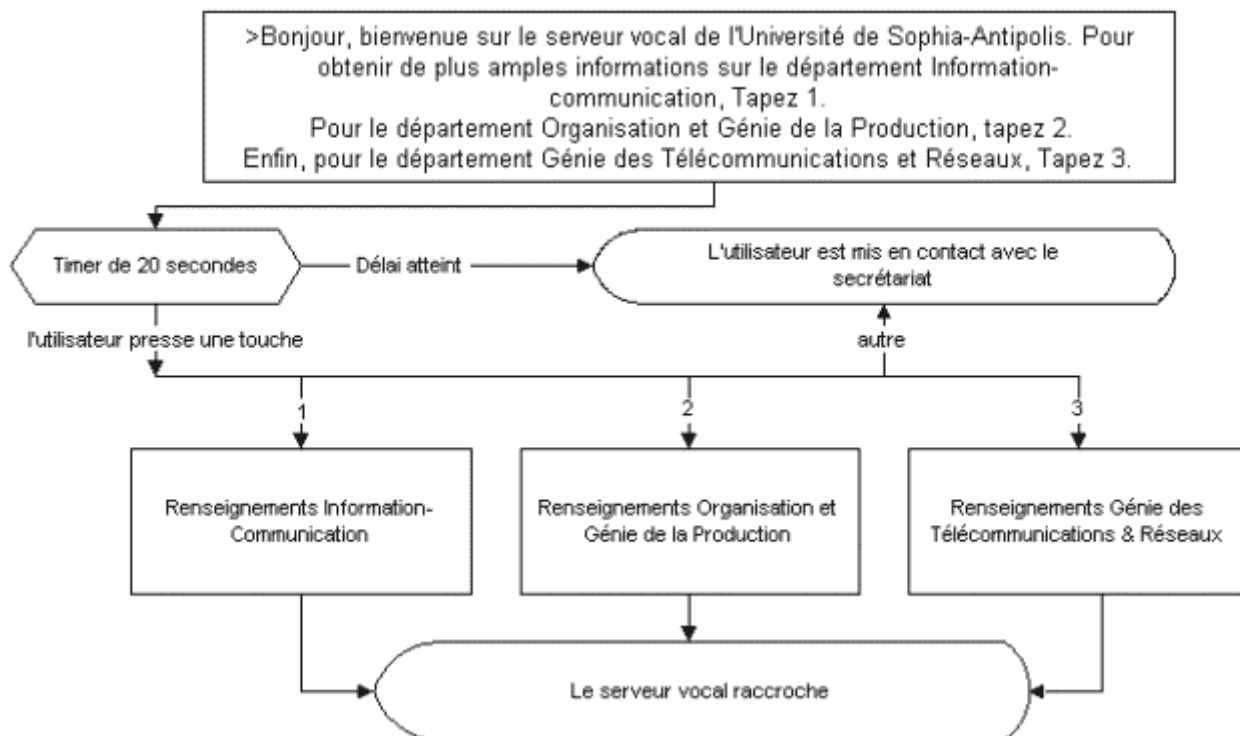 >Bonjour, bienvenue sur le serveur vocal de l'Université de Sophia-Antipolis. Pour
obtenir de plus amples informations sur le département Information-
communication, Tapez 1.
Pour le département Organisation et Génie de la Production, tapez 2.
Enfin, pour le département Génie des Télécommunications et Réseaux, Tapez 3.
Timer de 20 secondes
Délai atteint
L'utilisateur est mis en contact avec le
secrétariat
l'utilisateur presse une touche
autre
1
2
3
Renseignements Information-
Communication
Renseignements Organisation et
Génie de la Production
Renseignements Génie des
Télécommunications & Réseaux
Le serveur vocal raccroche